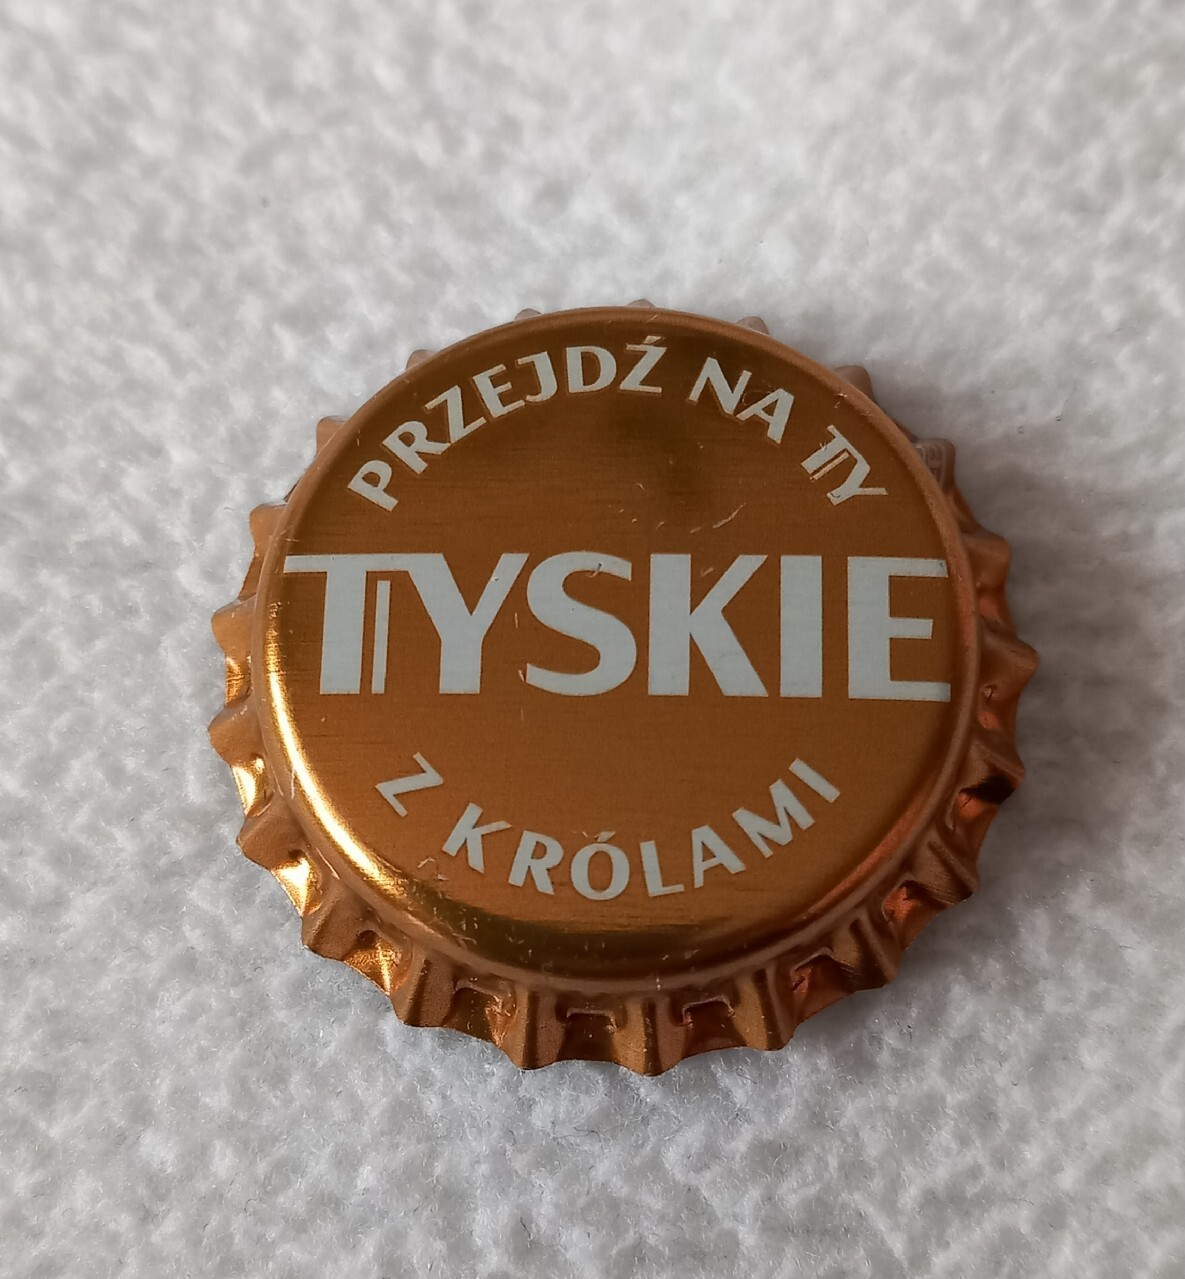 PRZEJDŹ NA TY
TYSKIE
Z KRÓLAMI